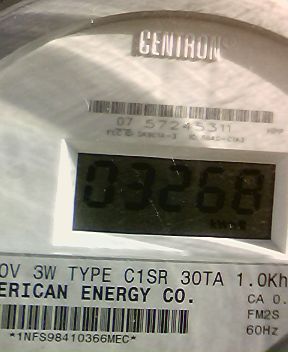 CENTRON®
07 57245311
03268
0V 3W TYPE C1SR 30TA 1.0Kh
ERICAN ENERGY CO.
CA 0.
FM2S
60Hz
*1NFS98410366MEC*